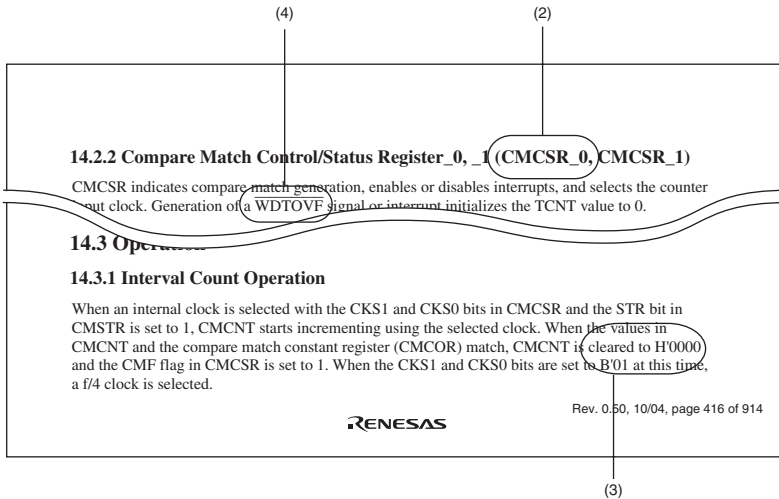 (4) (2)
14.2.2 Compare Match Control/Status Register_0, _1 (CMCSR_0, CMCSR_1)
CMCSR indicates compare match generation, enables or disables interrupts, and selects the counter
input clock. Generation of a WDTOVF signal or interrupt initializes the TCNT value to 0.
14.3 Operation
14.3.1 Interval Count Operation
When an internal clock is selected with the CKS1 and CKS0 bits in CMCSR and the STR bit in
CMSTR is set to 1, CMCNT starts incrementing using the selected clock. When the values in
CMCNT and the compare match constant register (CMCOR) match, CMCNT is cleared to H'0000
and the CMF flag in CMCSR is set to 1. When the CKS1 and CKS0 bits are set to B'01 at this time,
a f/4 clock is selected.
Rev. 0.50, 10/04, page 416 of 914
RENESAS
(3)